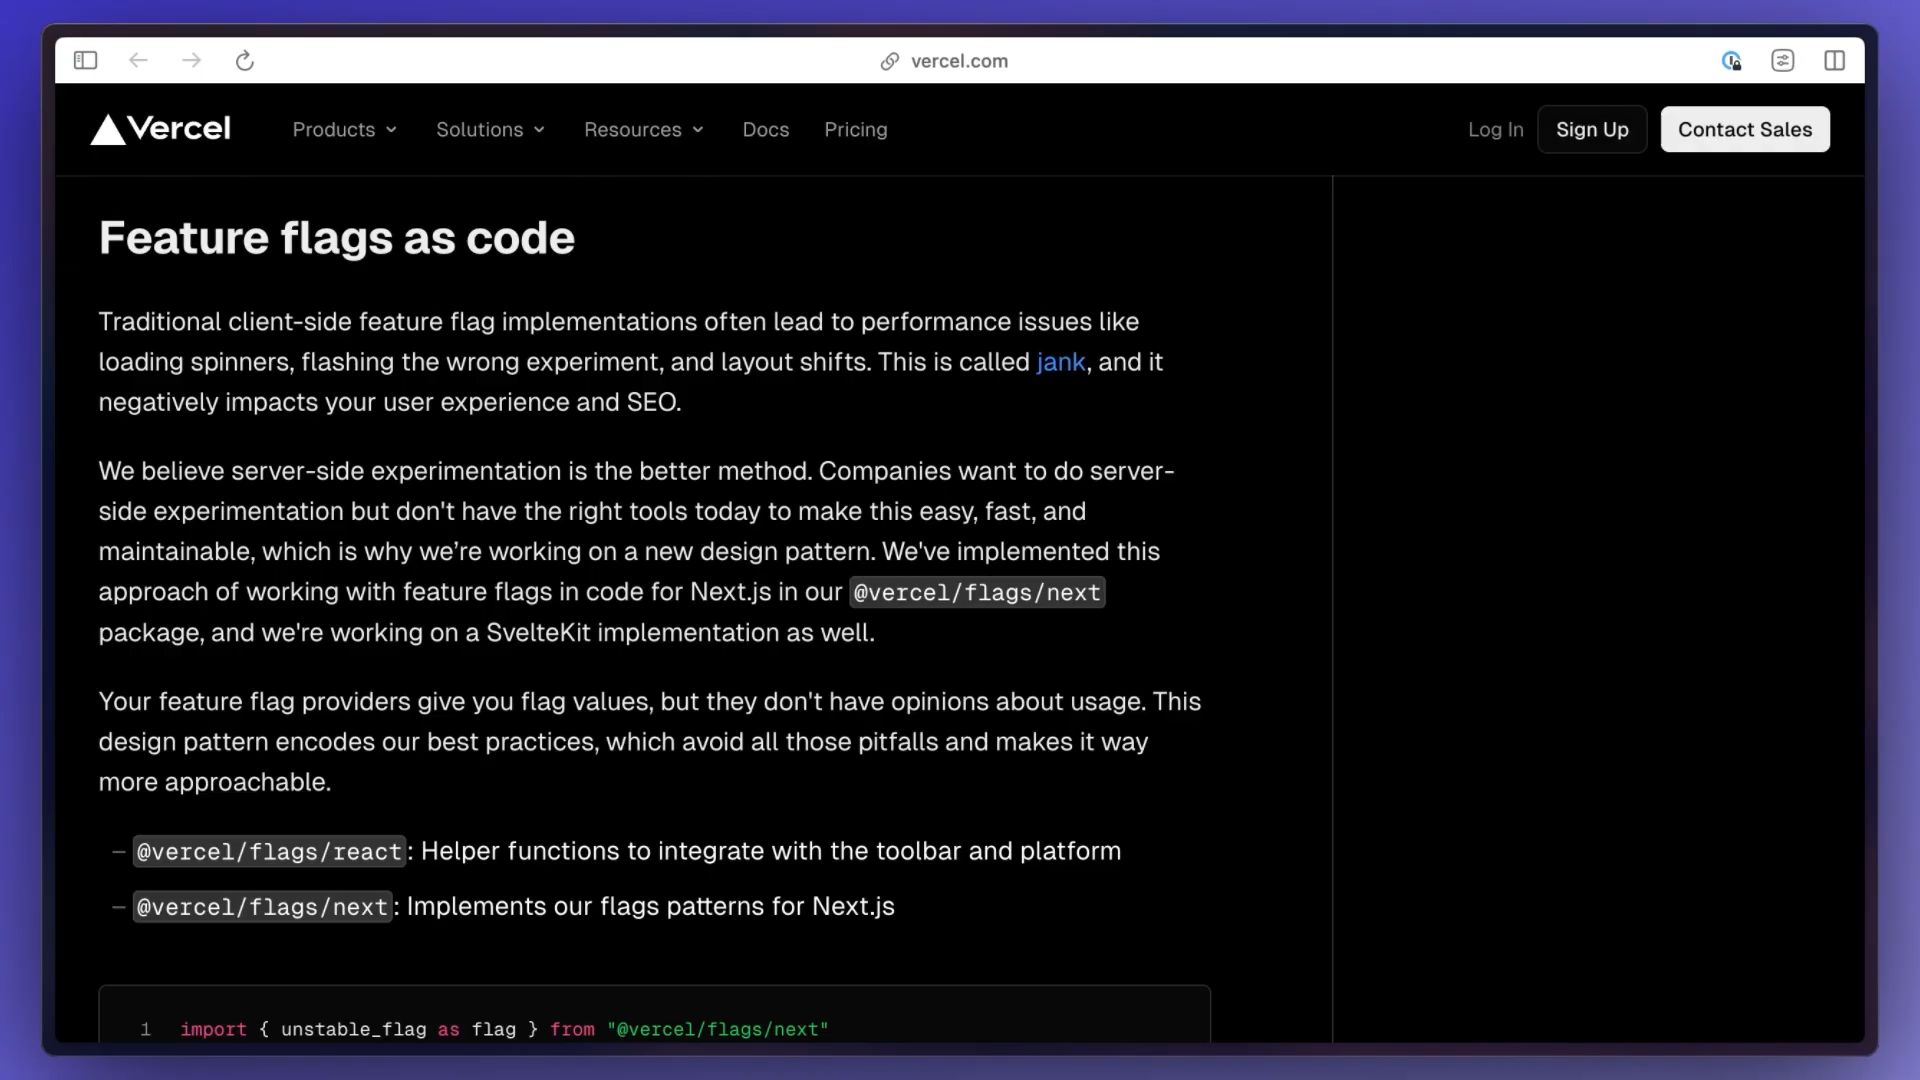 vercel.com
Vercel
Products
Solutions
Resources
Docs
Pricing
Log In
Sign Up
Contact Sales
Feature flags as code
Traditional client-side feature flag implementations often lead to performance issues like
loading spinners, flashing the wrong experiment, and layout shifts. This is called jank, and it
negatively impacts your user experience and SEO.
We believe server-side experimentation is the better method. Companies want to do server-
side experimentation but don't have the right tools today to make this easy, fast, and
maintainable, which is why we’re working on a new design pattern. We've implemented this
approach of working with feature flags in code for Next.js in our @vercel/flags/next
package, and we're working on a SvelteKit implementation as well.
Your feature flag providers give you flag values, but they don't have opinions about usage. This
design pattern encodes our best practices, which avoid all those pitfalls and makes it way
more approachable.
– @vercel/flags/react: Helper functions to integrate with the toolbar and platform
– @vercel/flags/next: Implements our flags patterns for Next.js
1 import { unstable_flag as flag } from "@vercel/flags/next"